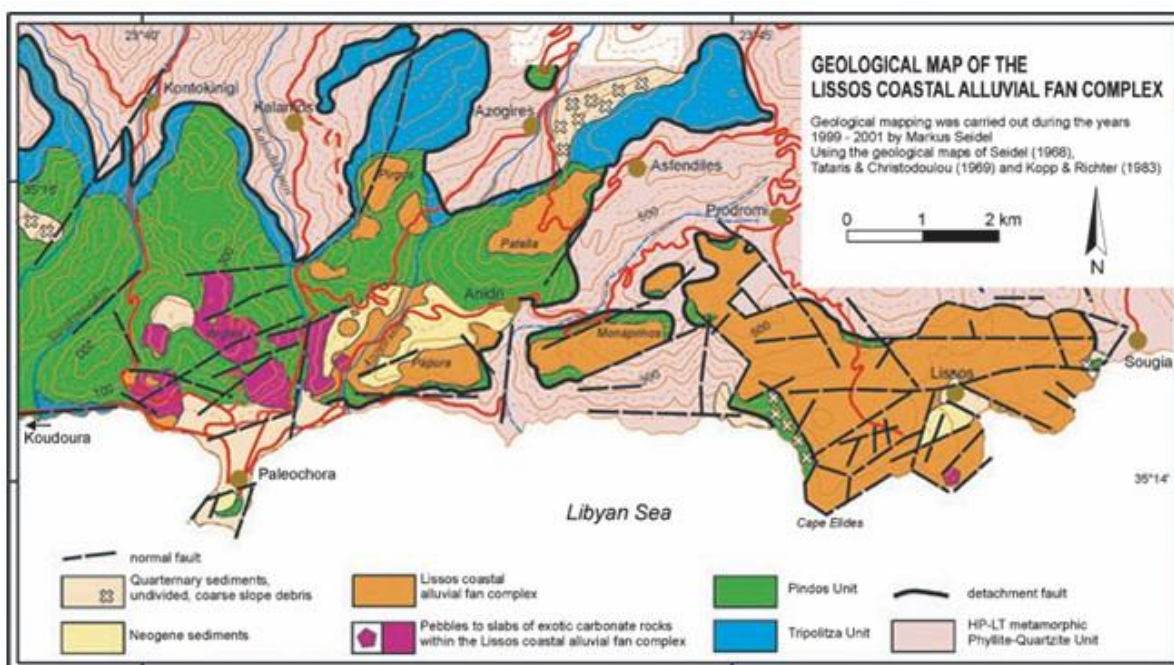 23°40'
23°45'
GEOLOGICAL MAP OF THE
LISSOS COASTAL ALLUVIAL FAN COMPLEX
Geological mapping was carried out during the years
1999 - 2001 by Markus Seidel
Using the geological maps of Seidel (1968),
Tataris & Christodoulou (1969) and Kopp & Richter (1983)
0 1 2 km
N
Kontokinigi
Kalamos
Azogires
Asfendiles
Prodromi
35°16'
Pirgos
Patella
500
300
Anidri
Monoprinos
500
Papura
300
200
100
Lissos
Sougia
Koudoura
Paleochora
35°14'
Libyan Sea
Cape Elides
normal fault
Quarternary sediments,
undivided, coarse slope debris
Lissos coastal
alluvial fan complex
Pindos Unit
detachment fault
Neogene sediments
Pebbles to slabs of exotic carbonate rocks
within the Lissos coastal alluvial fan complex
Tripolitza Unit
HP-LT metamorphic
Phyllite-Quartzite Unit